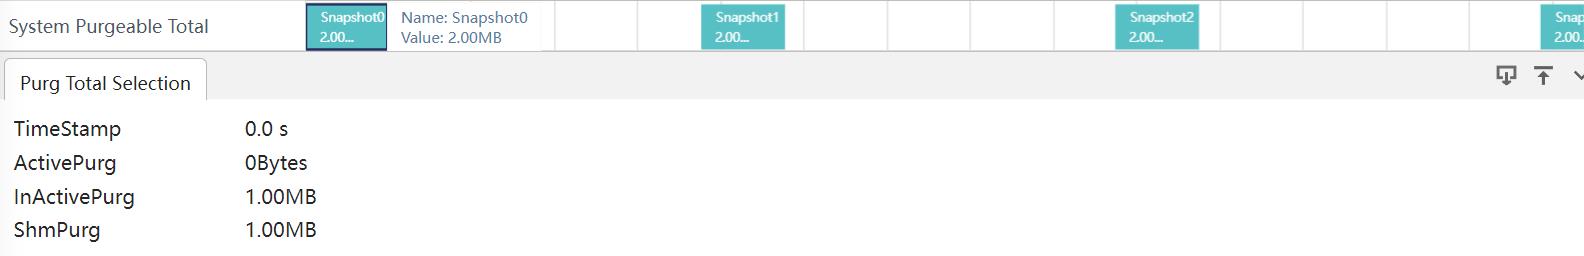 System Purgeable Total
Snapshot0
2.00...
Name: Snapshot0
Value: 2.00MB
Snapshot1
2.00...
Snapshot2
2.00...
Snap
2.00..
Purg Total Selection
TimeStamp 0.0 s
ActivePurg 0Bytes
InActivePurg 1.00MB
ShmPurg 1.00MB